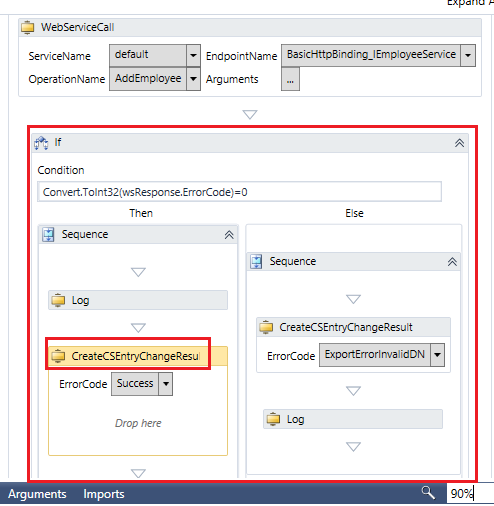 Expand A
WebServiceCall
ServiceName default EndpointName BasicHttpBinding_IEmployeeService
OperationName AddEmployee Arguments ...
If
Condition
Convert.ToInt32(wsResponse.ErrorCode)=0
Then Else
Sequence
Log
CreateCSEntryChangeResul
ErrorCode Success
Drop here
Sequence
CreateCSEntryChangeResult
ErrorCode ExportErrorInvalidDN
Log
Arguments Imports 90%